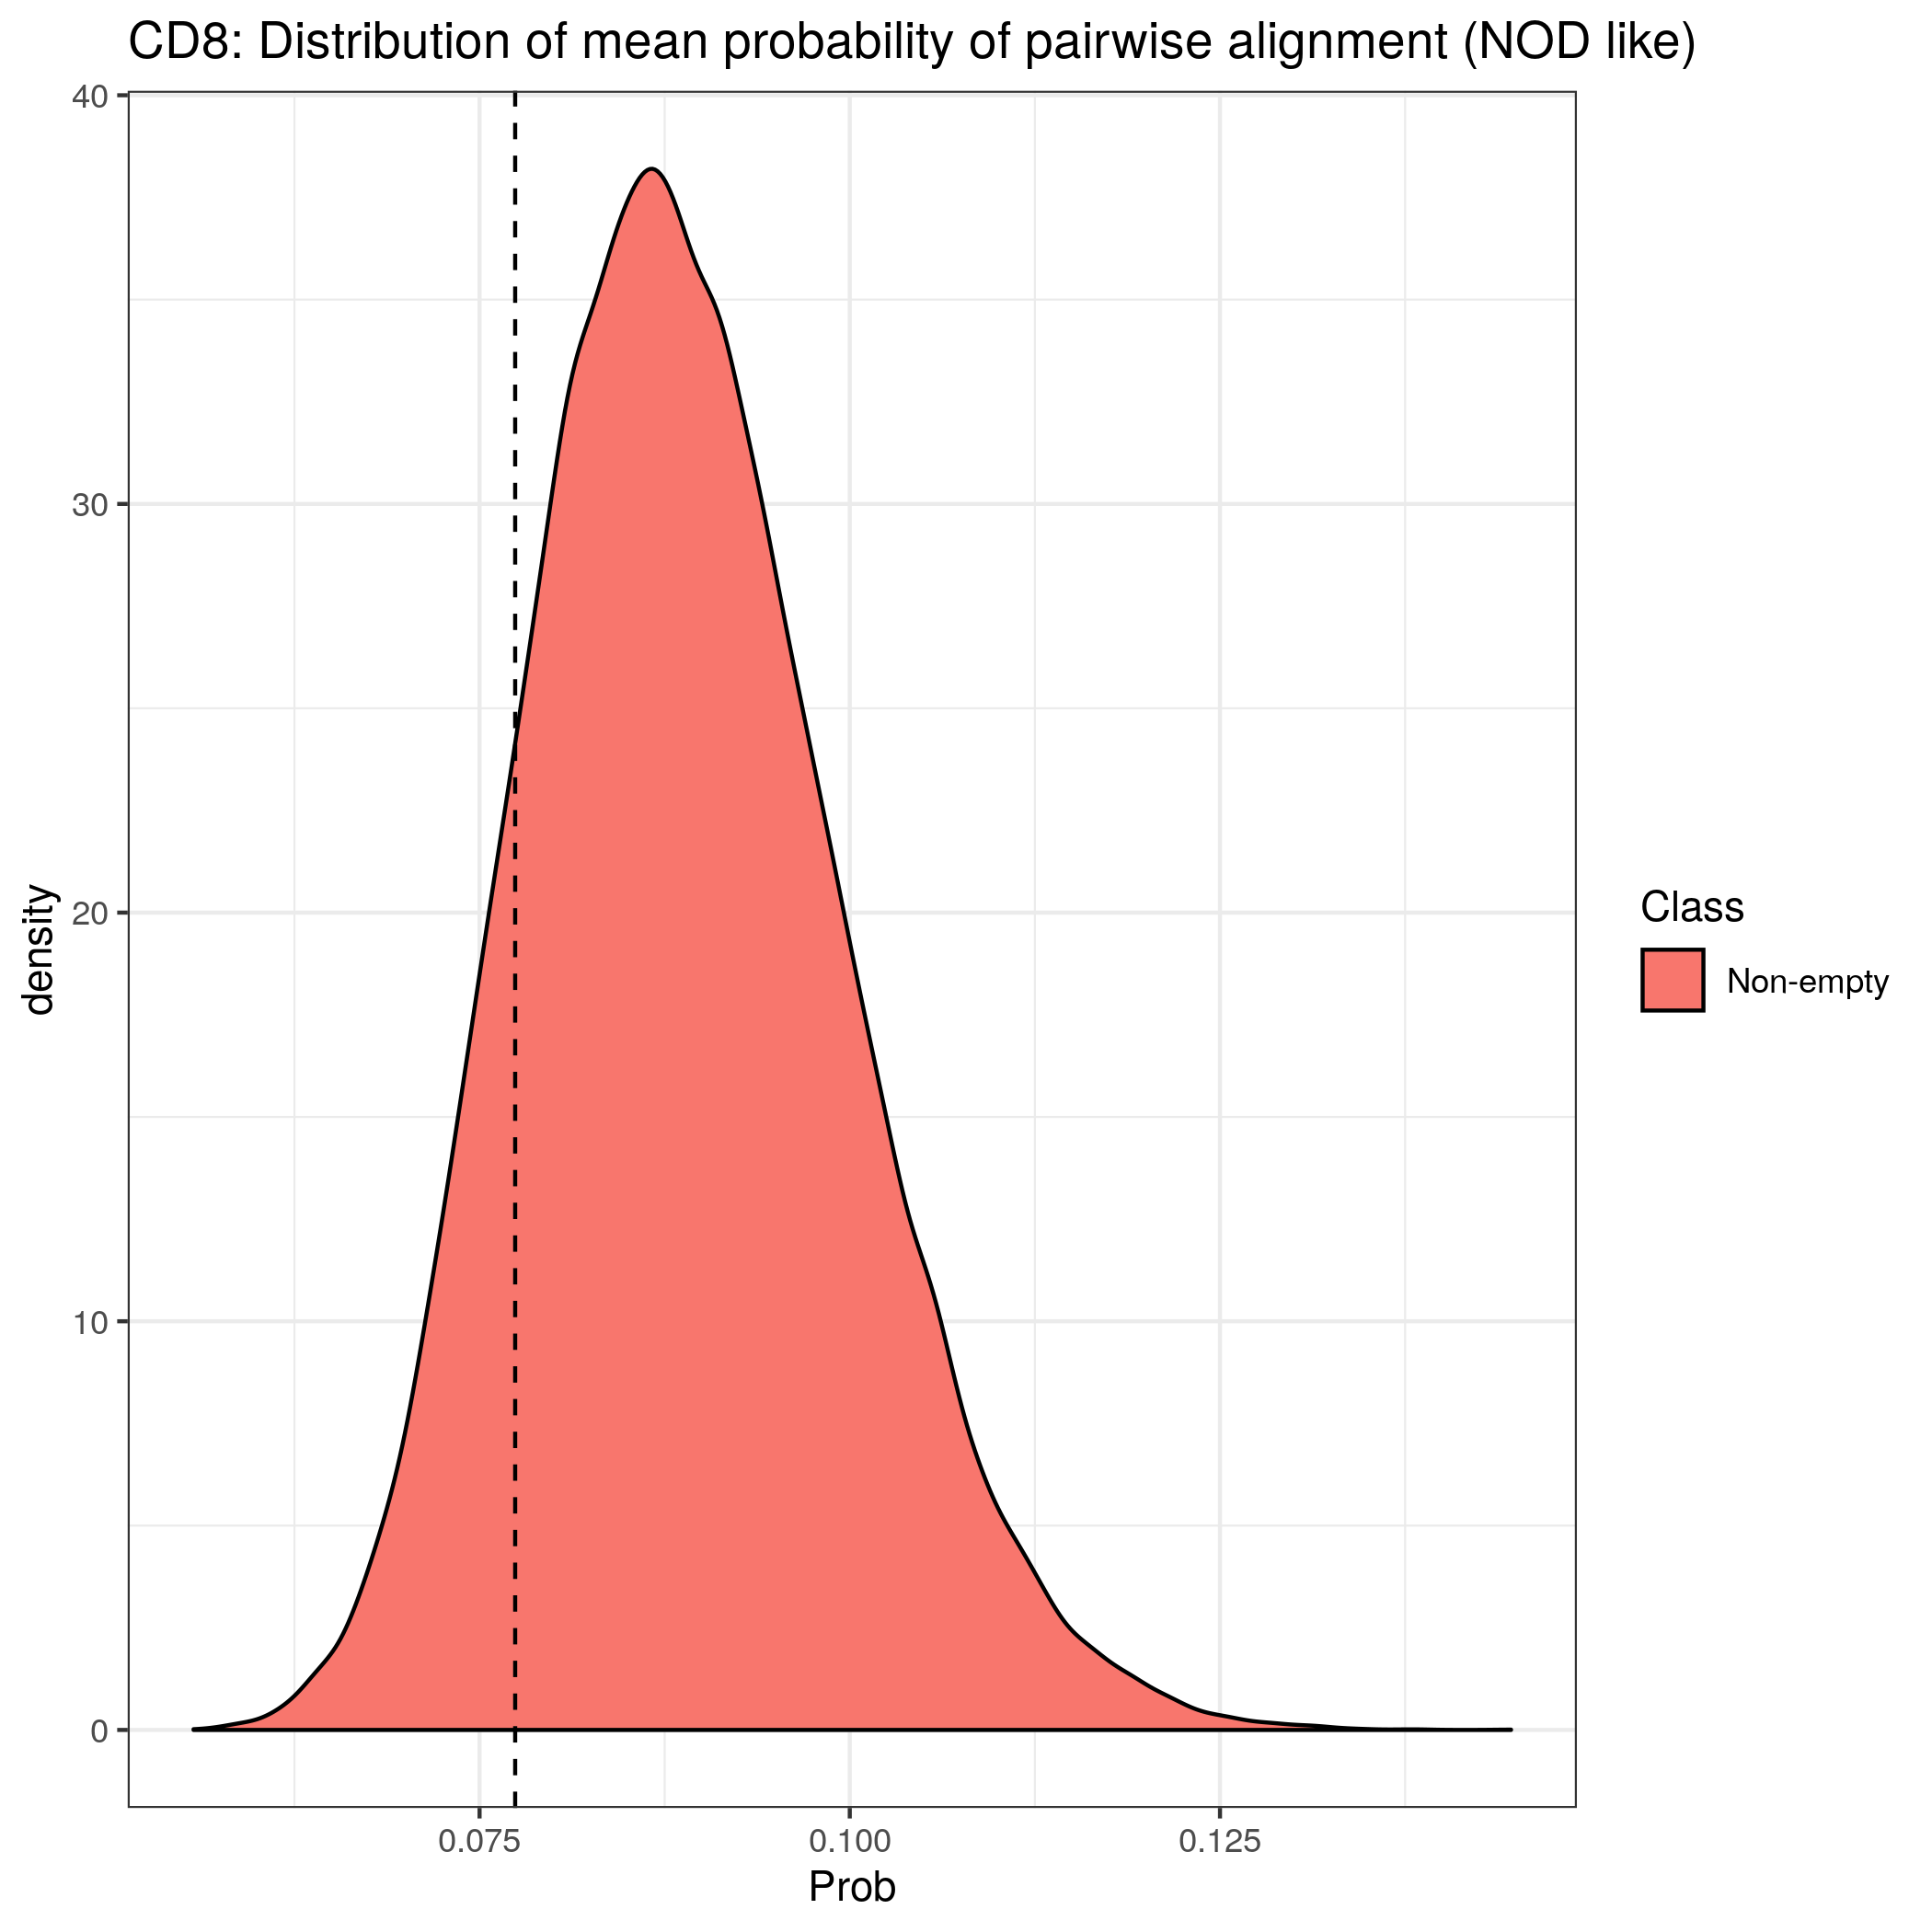 CD8: Distribution of mean probability of pairwise alignment (NOD like)
40
30
20
10
0
density
0.075 0.100 0.125
Prob
Class
Non-empty